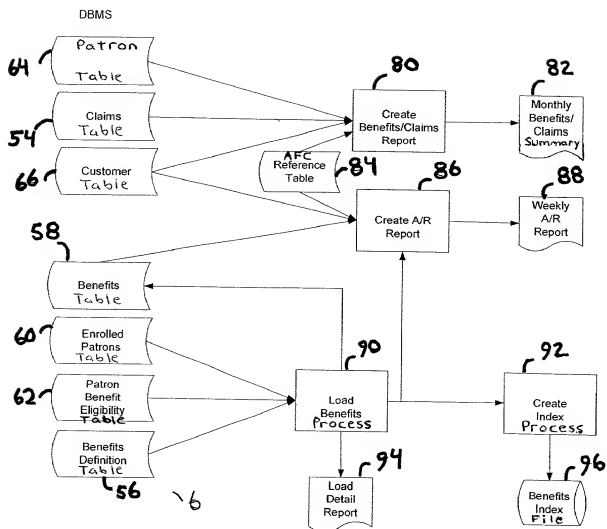 DBMS
64
Patron
Table
80
82
Create
Benefits/Claims
Report
Monthly
Benefits/
Claims
Summary
54
Claims
Table
66
Customer
Table
AFC
Reference
Table
84
86
88
Create A/R
Report
Weekly
A/R
Report
58
Benefits
Table
60
Enrolled
Patrons
Table
90
92
62
Patron
Benefit
Eligibility
Table
Load
Benefits
Process
Create
Index
Process
Benefits
Definition
Table
56
6
94
Load
Detail
Report
96
Benefits
Index
File